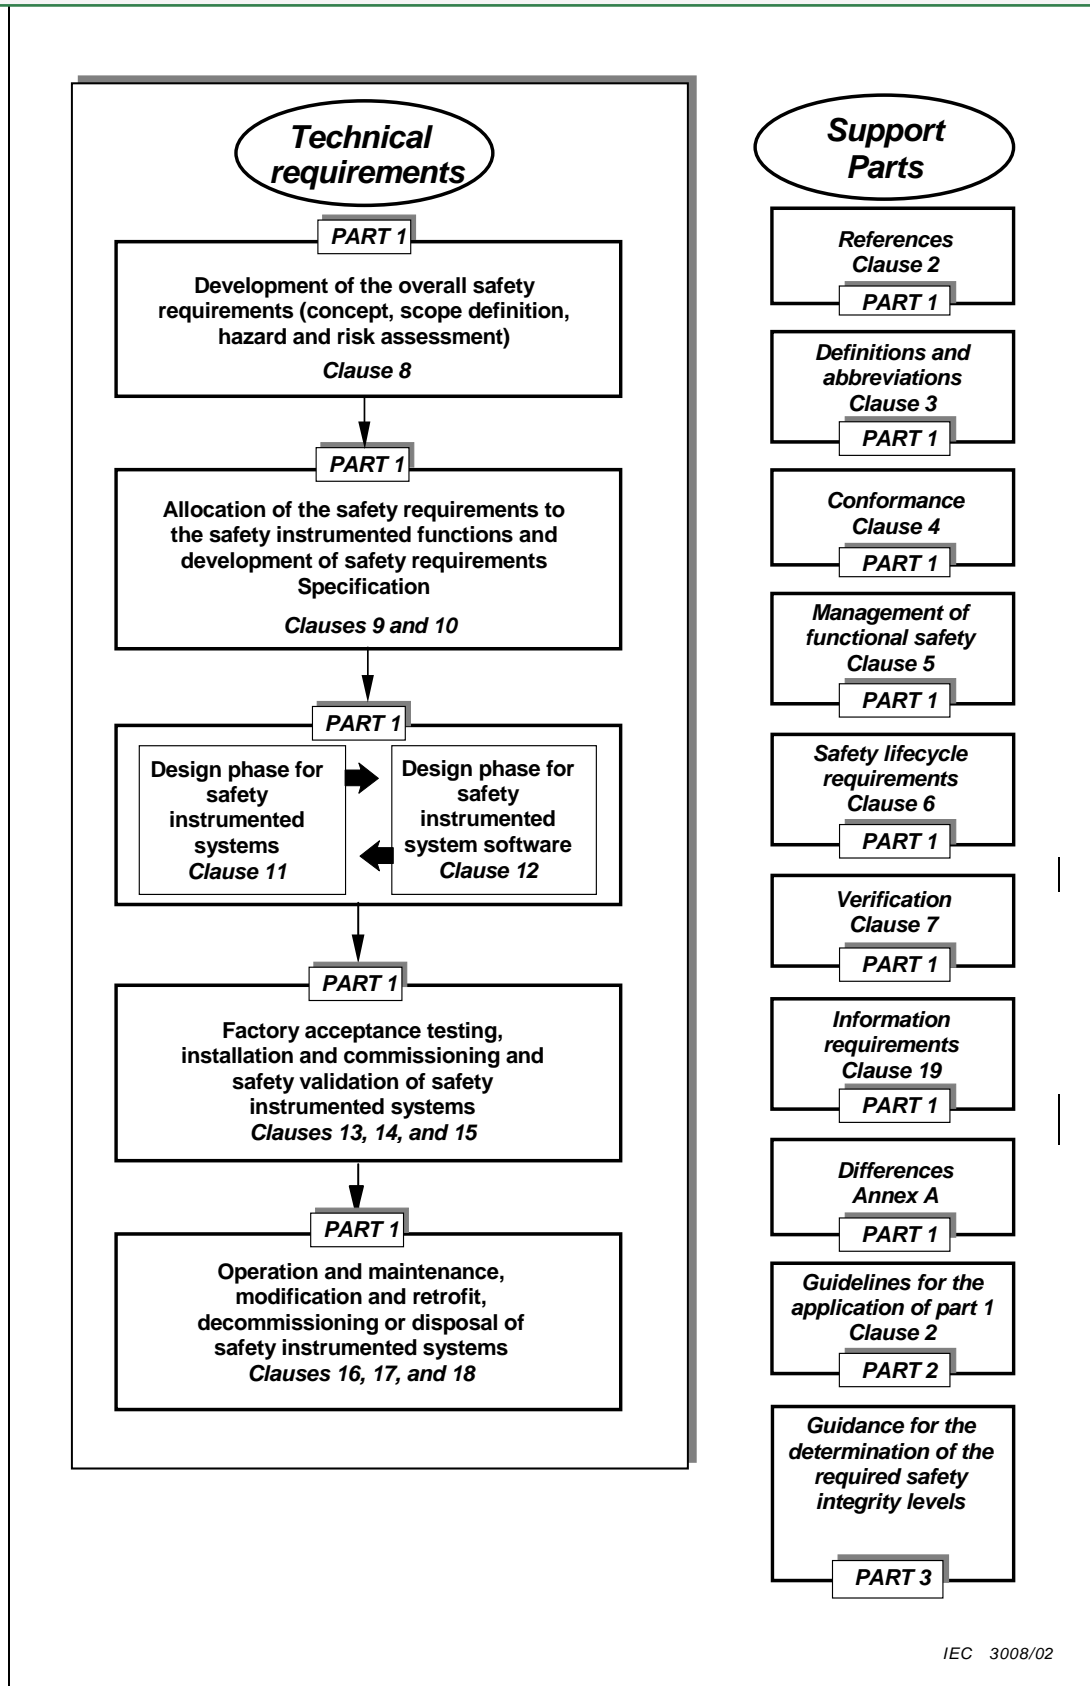 Technical
requirements
PART 1
Development of the overall safety
requirements (concept, scope definition,
hazard and risk assessment)
Clause 8
PART 1
Allocation of the safety requirements to
the safety instrumented functions and
development of safety requirements
Specification
Clauses 9 and 10
PART 1
Design phase for
safety
instrumented
systems
Clause 11
Design phase for
safety
instrumented
system software
Clause 12
PART 1
Factory acceptance testing,
installation and commissioning and
safety validation of safety
instrumented systems
Clauses 13, 14, and 15
PART 1
Operation and maintenance,
modification and retrofit,
decommissioning or disposal of
safety instrumented systems
Clauses 16, 17, and 18
Support
Parts
References
Clause 2
PART 1
Definitions and
abbreviations
Clause 3
PART 1
Conformance
Clause 4
PART 1
Management of
functional safety
Clause 5
PART 1
Safety lifecycle
requirements
Clause 6
PART 1
Verification
Clause 7
PART 1
Information
requirements
Clause 19
PART 1
Differences
Annex A
PART 1
Guidelines for the
application of part 1
Clause 2
PART 2
Guidance for the
determination of the
required safety
integrity levels
PART 3
IEC 3008/02